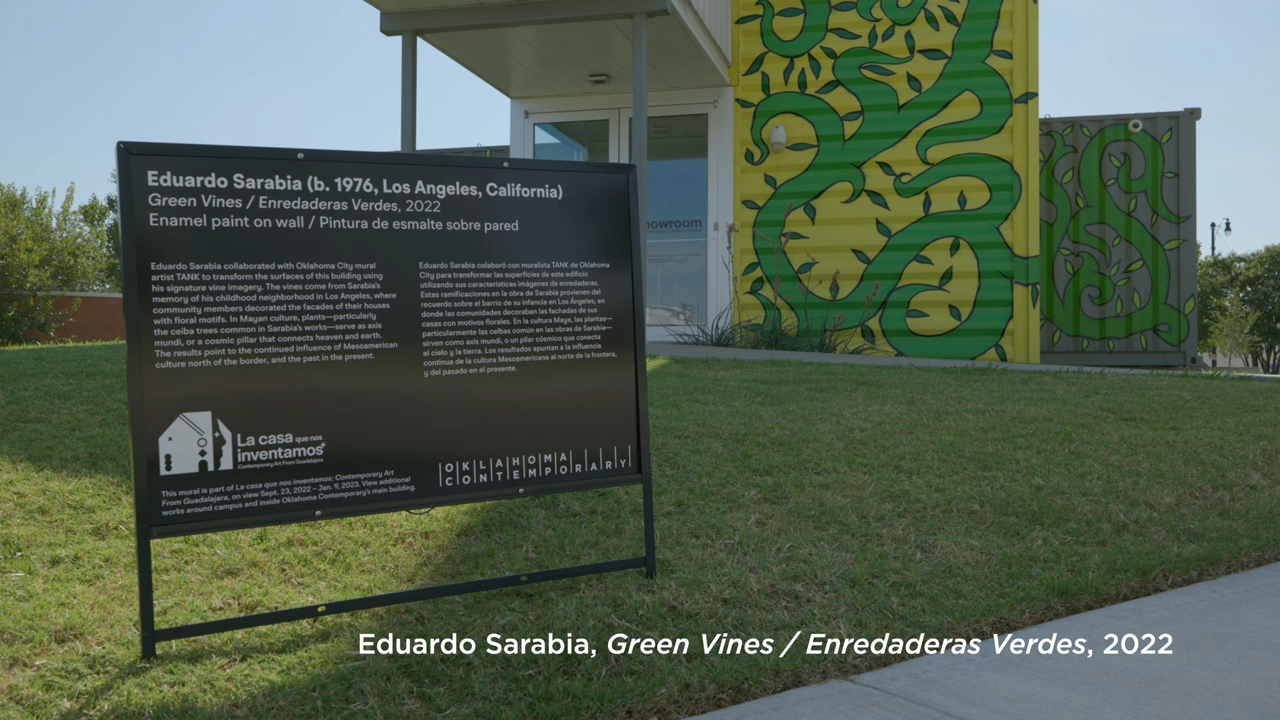 Eduardo Sarabia (b. 1976, Los Angeles, California)
Green Vines / Enredaderas Verdes, 2022
Enamel paint on wall / Pintura de esmalte sobre pared
Eduardo Sarabia collaborated with Oklahoma City mural
artist TANK to transform the surfaces of this building using
his signature vine imagery. The vines come from Sarabia's
memory of his childhood neighborhood in Los Angeles, where
community members decorated the facades of their houses
with floral motifs. In Mayan culture, plants—particularly
the ceiba trees common in Sarabia's works—serve as axis
mundi, or a cosmic pillar that connects heaven and earth.
The results point to the continued influence of Mesoamerican
culture north of the border, and the past in the present.
Eduardo Sarabia colaboró con muralista TANK de Oklahoma
City para transformar las superficies de este edificio
utilizando sus características imágenes de enredaderas.
Estas ramificaciones en la obra de Sarabia provienen del
recuerdo sobre el barrio de su infancia en Los Ángeles, en
donde las comunidades decoraban las fachadas de sus
casas con motivos florales. En la cultura Maya, las plantas—
particularmente las ceibas común en las obras de Sarabia—
sirven como axis mundi, o un pilar cósmico que conecta
el cielo y la tierra. Los resultados apuntan a la influencia
continua de la cultura Mesoamericana al norte de la frontera,
y del pasado en el presente.
La casa que nos
inventamos
Contemporary Art From Guadalajara
This mural is part of La casa que nos inventamos: Contemporary Art
From Guadalajara, on view Sept. 23, 2022 – Jan. 9, 2023. View additional
works around campus and inside Oklahoma Contemporary's main building.
OKLAHOMA
CONTEMPORARY
howroom
Eduardo Sarabia, Green Vines / Enredaderas Verdes, 2022